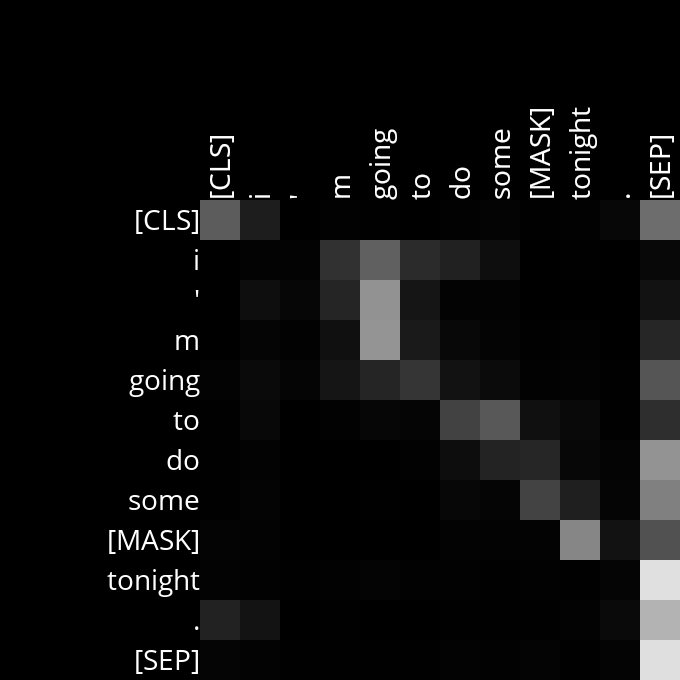 [CLS]
i
'
m
going
to
do
some
[MASK]
tonight
.
[SEP]
[CLS]
i
'
m
going
to
do
some
[MASK]
tonight
.
[SEP]